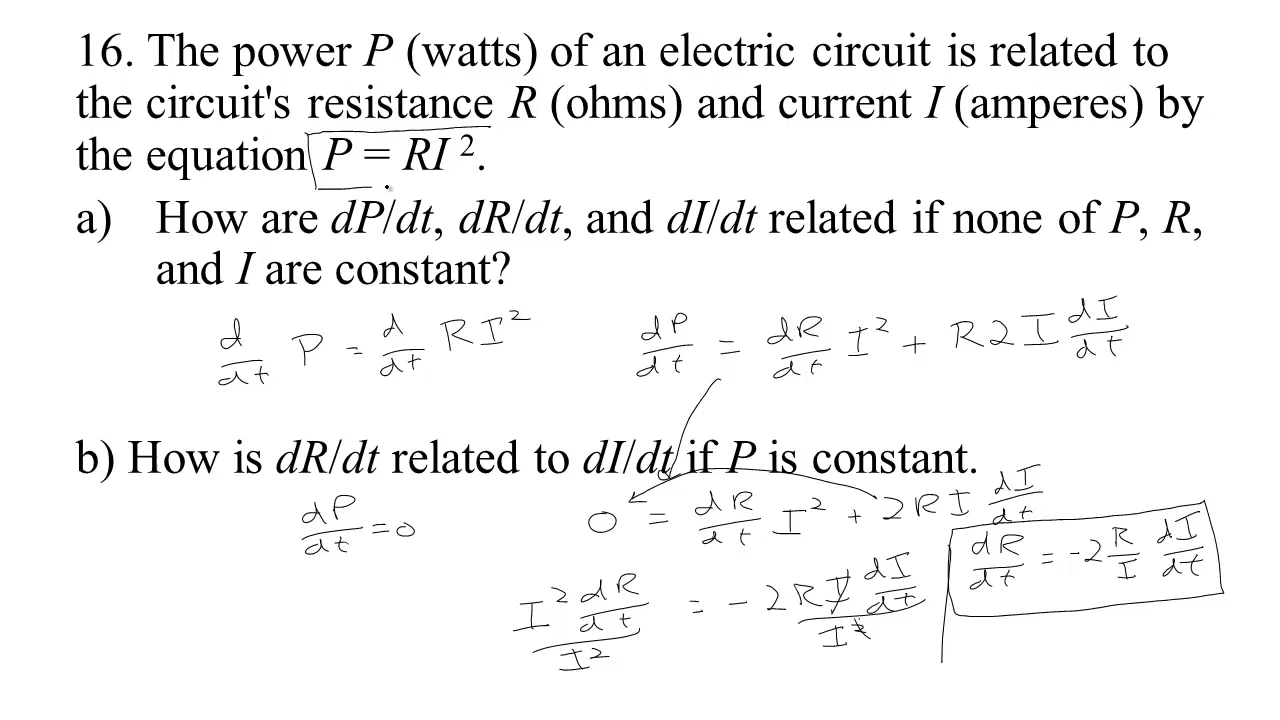 16. The power P (watts) of an electric circuit is related to
the circuit's resistance R (ohms) and current I (amperes) by
the equation P = RI ².
a) How are dP/dt, dR/dt, and dI/dt related if none of P, R,
and I are constant?
d/dt P = d/dt RI² dP/dt = dR/dt I² + R2I dI/dt
b) How is dR/dt related to dI/dt if P is constant.
dP/dt = 0 0 = dR/dt I² + 2RI dI/dt
I² dR/dt / I² = -2RI dI/dt / I² dR/dt = -2 R/I dI/dt